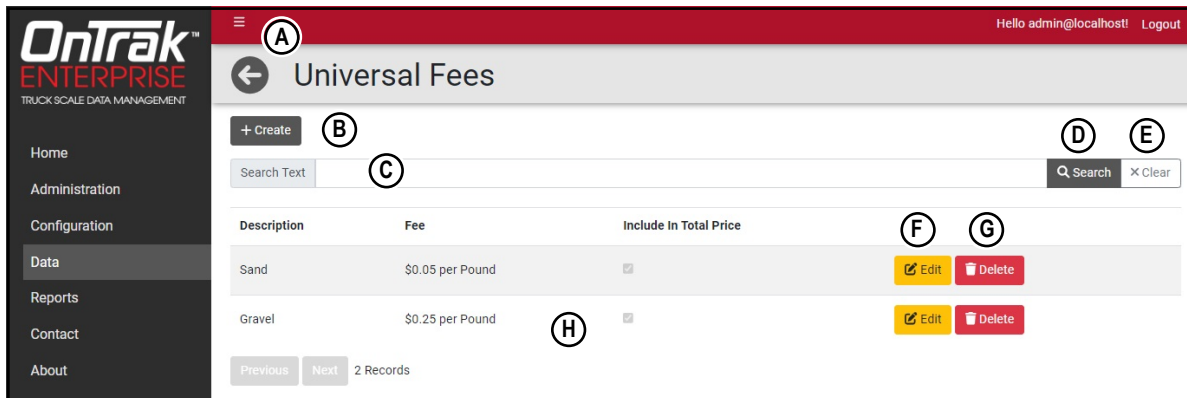 OnTrak™
ENTERPRISE
TRUCK SCALE DATA MANAGEMENT
Home
Administration
Configuration
Data
Reports
Contact
About
Hello admin@localhost! Logout
A
Universal Fees
+ Create B
Search Text C
D E
Search × Clear
Description Fee Include In Total Price
F G
Sand $0.05 per Pound Edit Delete
Gravel $0.25 per Pound Edit Delete
H
Previous Next 2 Records